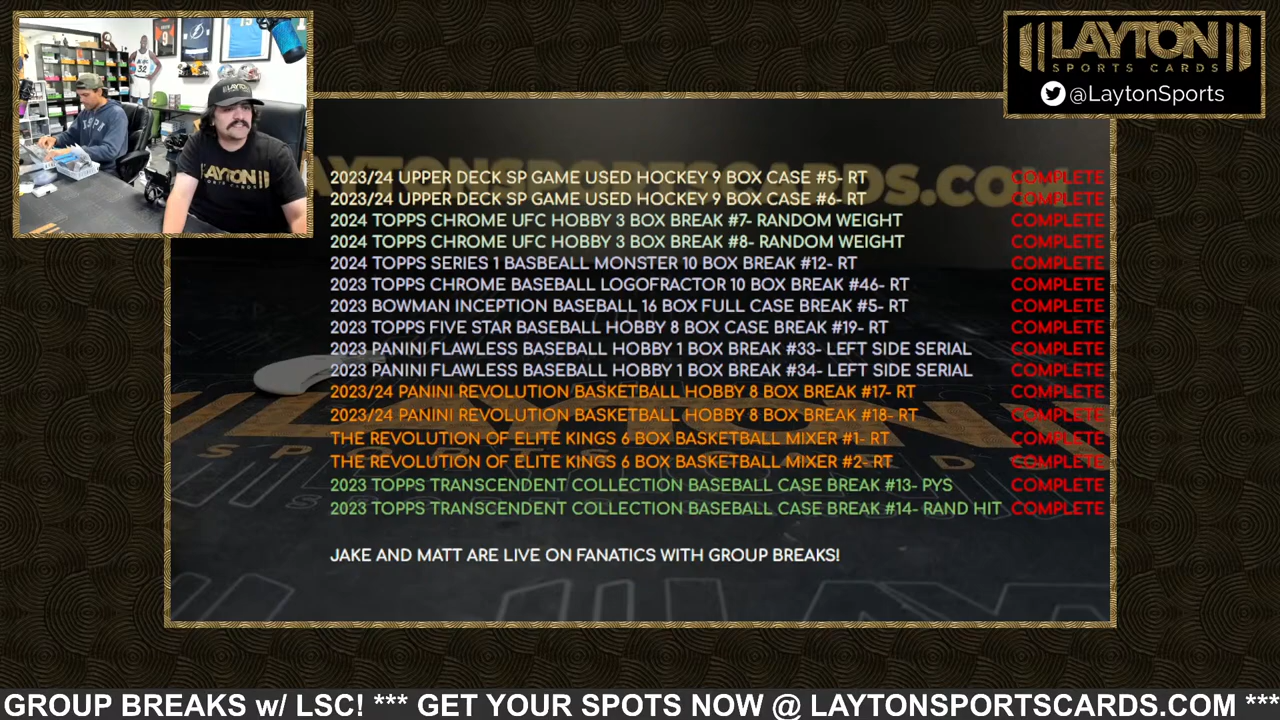 LAYTON
SPORTS CARDS
@LaytonSports
LAYTONSPORTSCARDS.COM
2023/24 UPPER DECK SP GAME USED HOCKEY 9 BOX CASE #5- RT COMPLETE
2023/24 UPPER DECK SP GAME USED HOCKEY 9 BOX CASE #6- RT COMPLETE
2024 TOPPS CHROME UFC HOBBY 3 BOX BREAK #7- RANDOM WEIGHT COMPLETE
2024 TOPPS CHROME UFC HOBBY 3 BOX BREAK #8- RANDOM WEIGHT COMPLETE
2024 TOPPS SERIES 1 BASBEALL MONSTER 10 BOX BREAK #12- RT COMPLETE
2023 TOPPS CHROME BASEBALL LOGOFRACTOR 10 BOX BREAK #46- RT COMPLETE
2023 BOWMAN INCEPTION BASEBALL 16 BOX FULL CASE BREAK #5- RT COMPLETE
2023 TOPPS FIVE STAR BASEBALL HOBBY 8 BOX CASE BREAK #19- RT COMPLETE
2023 PANINI FLAWLESS BASEBALL HOBBY 1 BOX BREAK #33- LEFT SIDE SERIAL COMPLETE
2023 PANINI FLAWLESS BASEBALL HOBBY 1 BOX BREAK #34- LEFT SIDE SERIAL COMPLETE
2023/24 PANINI REVOLUTION BASKETBALL HOBBY 8 BOX BREAK #17- RT COMPLETE
2023/24 PANINI REVOLUTION BASKETBALL HOBBY 8 BOX BREAK #18- RT COMPLETE
THE REVOLUTION OF ELITE KINGS 6 BOX BASKETBALL MIXER #1- RT COMPLETE
THE REVOLUTION OF ELITE KINGS 6 BOX BASKETBALL MIXER #2- RT COMPLETE
2023 TOPPS TRANSCENDENT COLLECTION BASEBALL CASE BREAK #13- PYS COMPLETE
2023 TOPPS TRANSCENDENT COLLECTION BASEBALL CASE BREAK #14- RAND HIT COMPLETE
JAKE AND MATT ARE LIVE ON FANATICS WITH GROUP BREAKS!
GROUP BREAKS w/ LSC! *** GET YOUR SPOTS NOW @ LAYTONSPORTSCARDS.COM ***